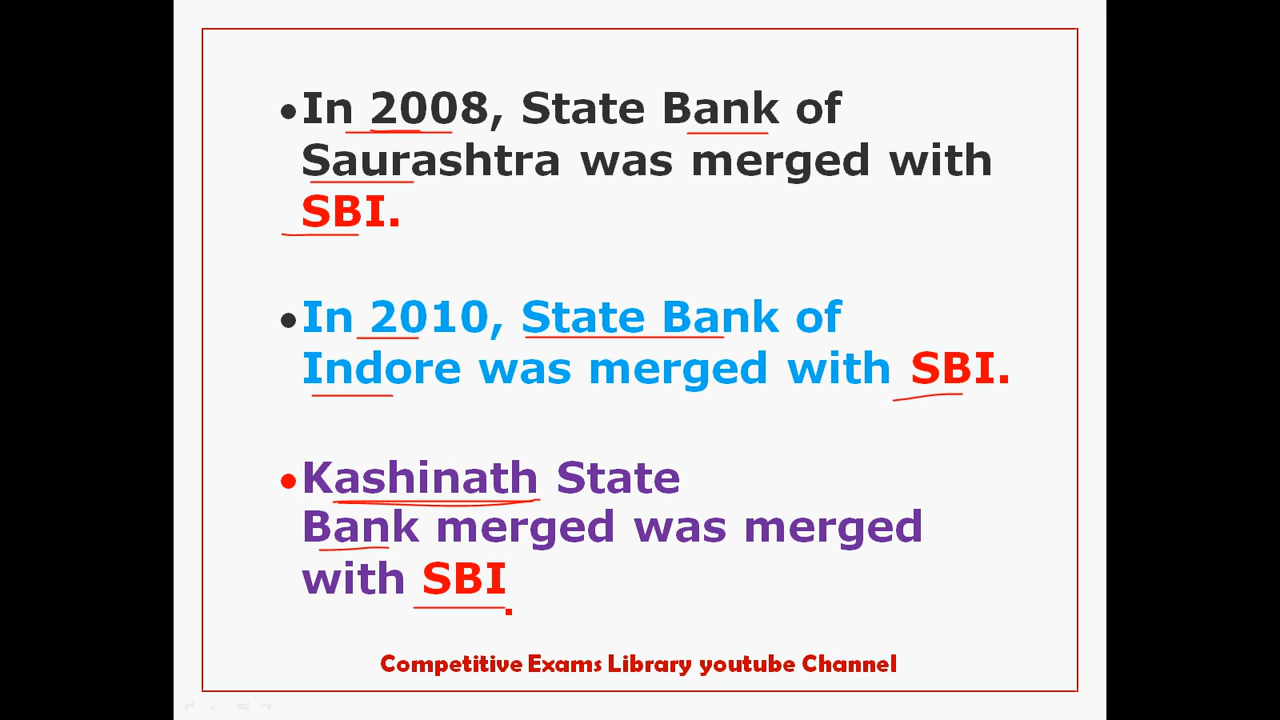 •In 2008, State Bank of
Saurashtra was merged with
SBI.
•In 2010, State Bank of
Indore was merged with SBI.
•Kashinath State
Bank merged was merged
with SBI.
Competitive Exams Library youtube Channel